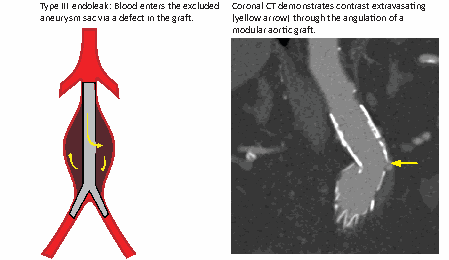 Type III endoleak: Blood enters the excluded
aneurysm sac via a defect in the graft.
Coronal CT demonstrates contrast extravasating
(yellow arrow) through the angulation of a
modular aortic graft.